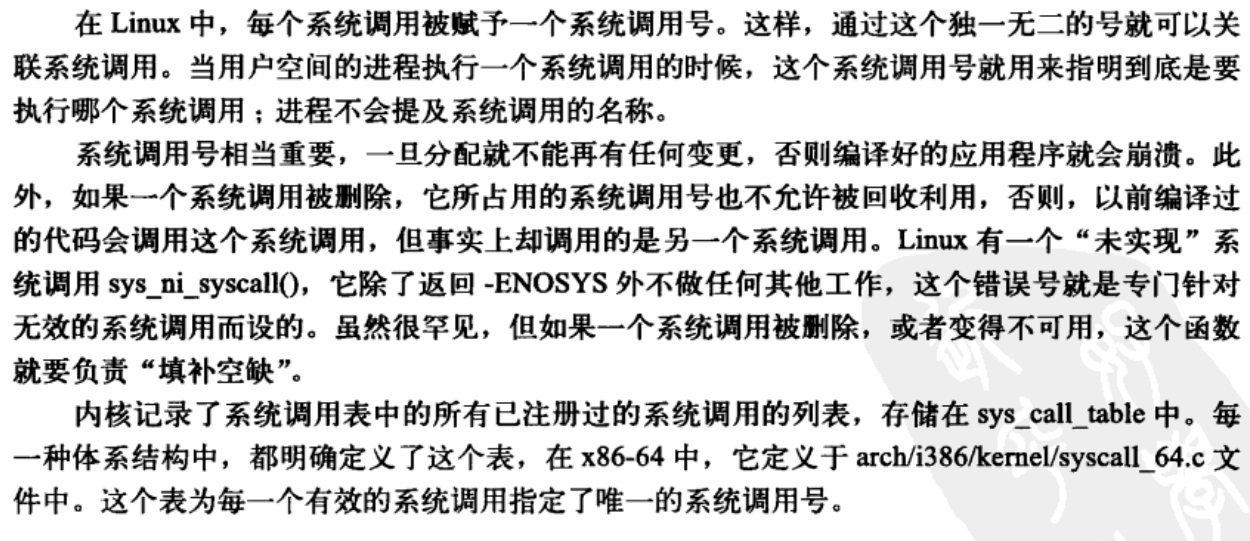 在 Linux 中，每个系统调用被赋予一个系统调用号。这样，通过这个独一无二的号就可以关
联系统调用。当用户空间的进程执行一个系统调用的时候，这个系统调用号就用来指明到底是要
执行哪个系统调用；进程不会提及系统调用的名称。
系统调用号相当重要，一旦分配就不能再有任何变更，否则编译好的应用程序就会崩溃。此
外，如果一个系统调用被删除，它所占用的系统调用号也不允许被回收利用，否则，以前编译过
的代码会调用这个系统调用，但事实上却调用的是另一个系统调用。Linux 有一个“未实现”系
统调用 sys_ni_syscall()，它除了返回 -ENOSYS 外不做任何其他工作，这个错误号就是专门针对
无效的系统调用而设的。虽然很罕见，但如果一个系统调用被删除，或者变得不可用，这个函数
就要负责“填补空缺”。
内核记录了系统调用表中的所有已注册过的系统调用的列表，存储在 sys_call_table 中。每
一种体系结构中，都明确定义了这个表，在 x86-64 中，它定义于 arch/i386/kernel/syscall_64.c 文
件中。这个表为每一个有效的系统调用指定了唯一的系统调用号。